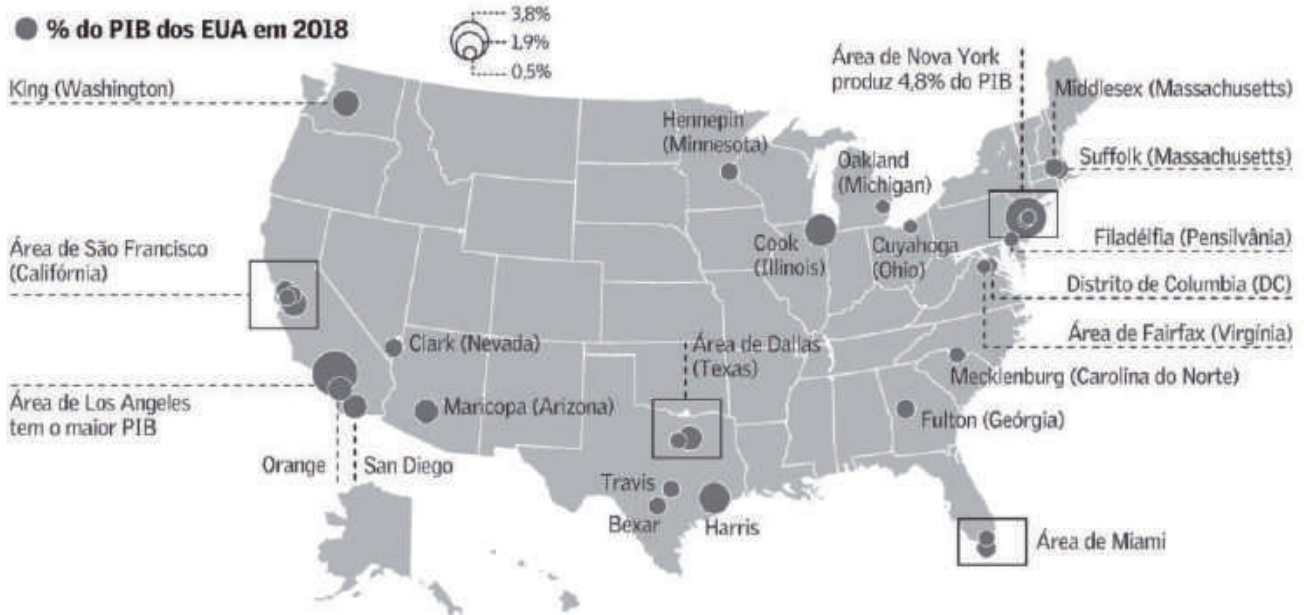 % do PIB dos EUA em 2018
3,8%
1,9%
0,5%
King (Washington)
Área de Nova York
produz 4,8% do PIB
Middlesex (Massachusetts)
Hennepin
(Minnesota)
Oakland
(Michigan)
Suffolk (Massachusetts)
Área de São Francisco
(Califórnia)
Cook
(Illinois)
Cuyahoga
(Ohio)
Filadélfia (Pensilvânia)
Distrito de Columbia (DC)
Clark (Nevada)
Área de Dallas
(Texas)
Área de Fairfax (Virgínia)
Mecklenburg (Carolina do Norte)
Área de Los Angeles
tem o maior PIB
Maricopa (Arizona)
Fulton (Geórgia)
Orange
San Diego
Travis
Bexar
Harris
Área de Miami